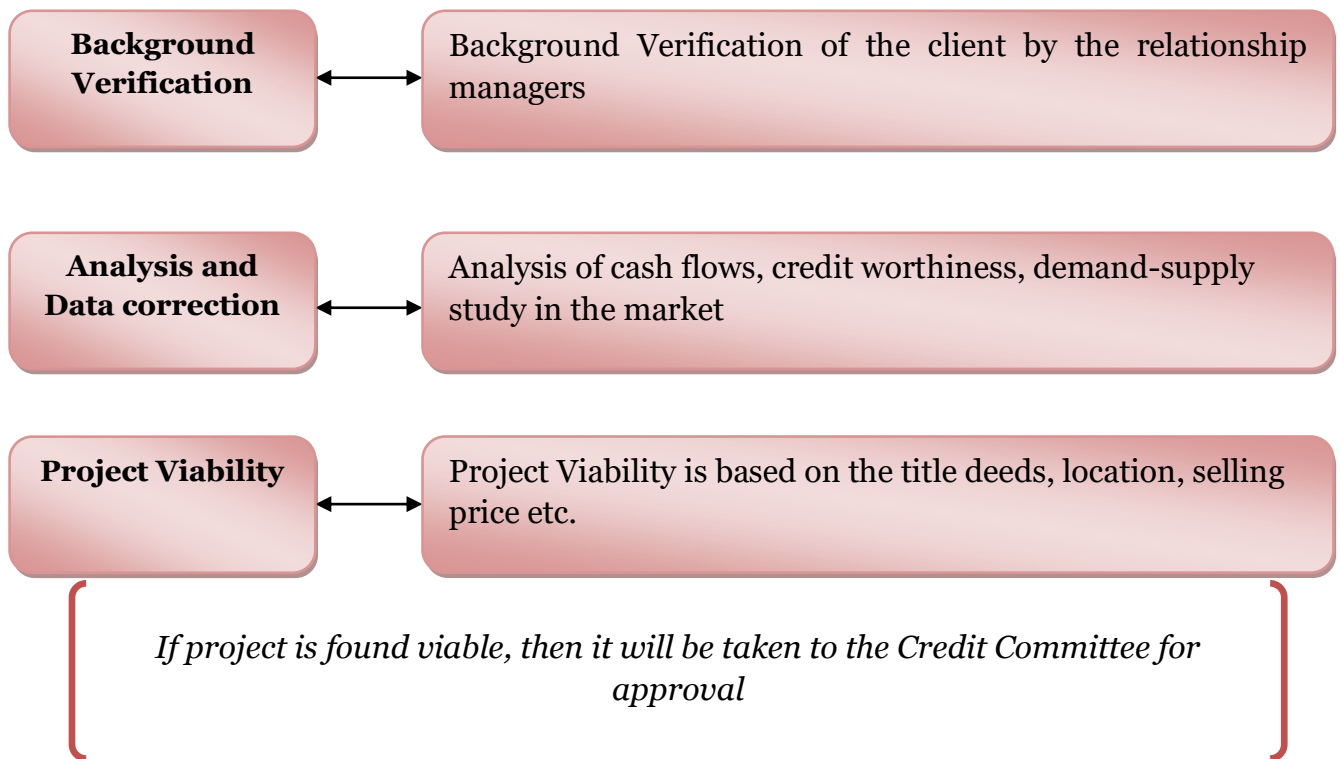 Background
Verification
Background Verification of the client by the relationship
managers
Analysis and
Data correction
Analysis of cash flows, credit worthiness, demand-supply
study in the market
Project Viability
Project Viability is based on the title deeds, location, selling
price etc.
If project is found viable, then it will be taken to the Credit Committee for
approval